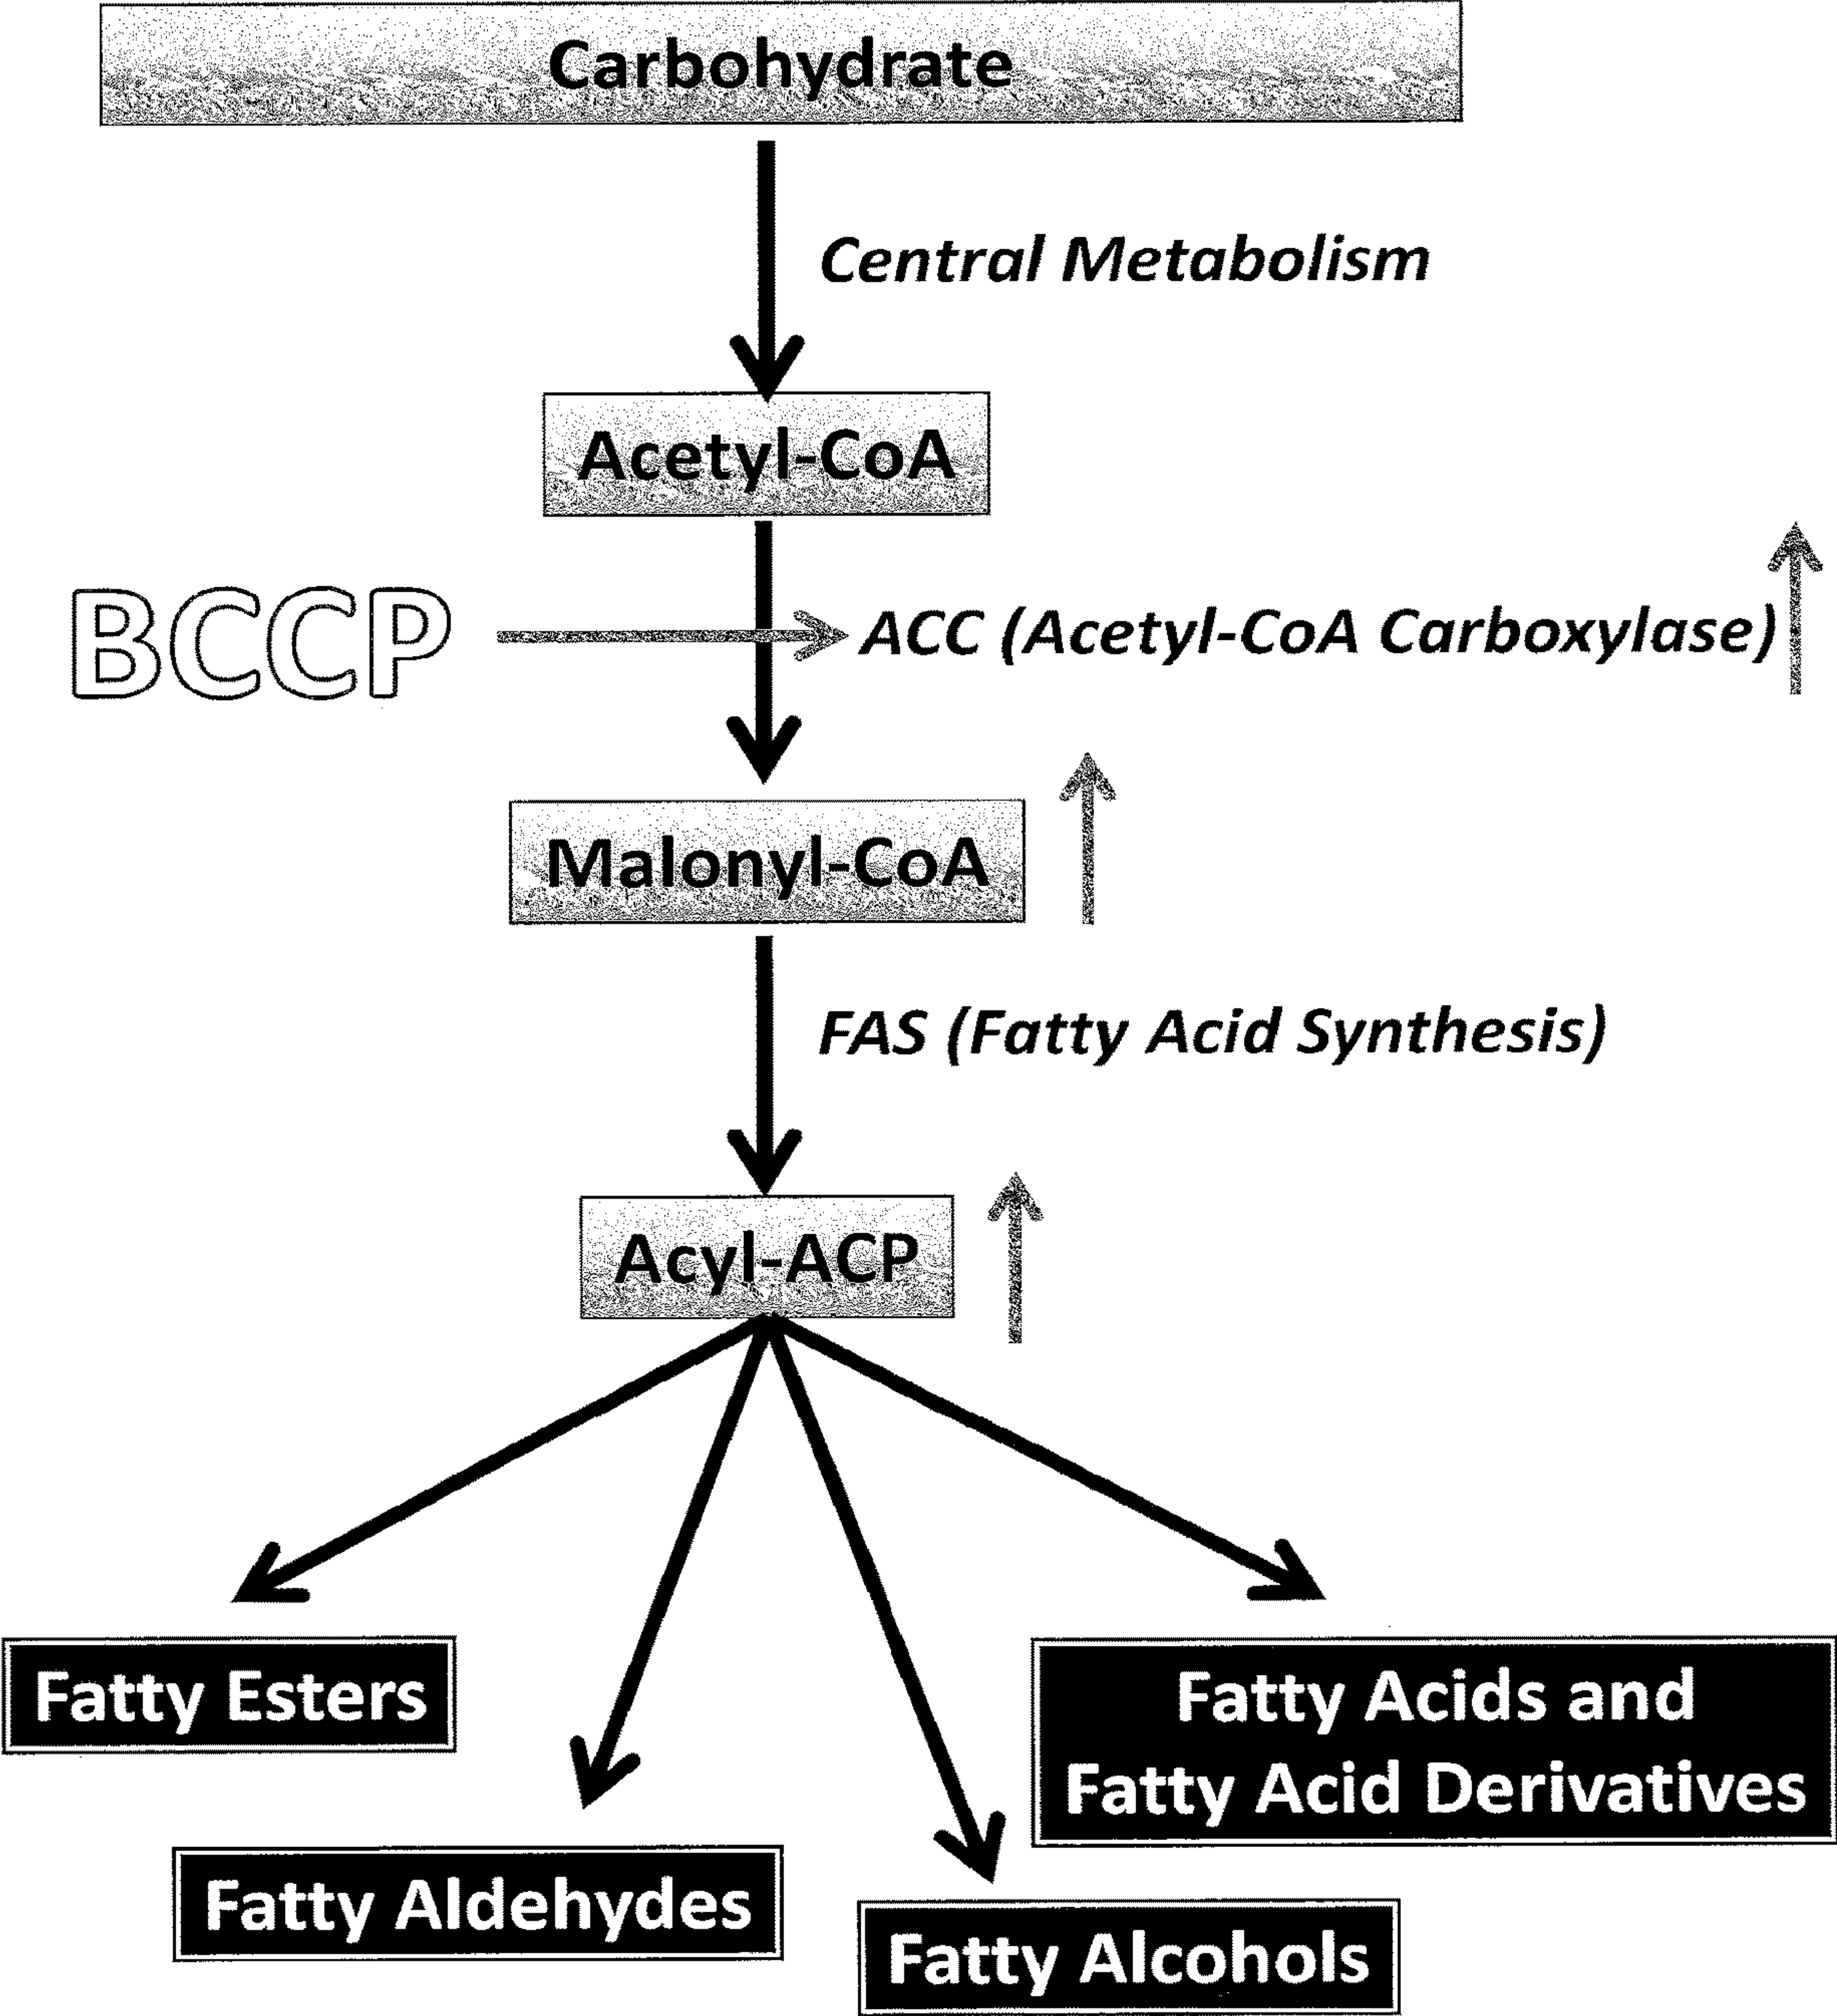 Carbohydrate
Central Metabolism
Acetyl-CoA
BCCP
ACC (Acetyl-CoA Carboxylase)
Malonyl-CoA
FAS (Fatty Acid Synthesis)
Acyl-ACP
Fatty Esters
Fatty Acids and
Fatty Acid Derivatives
Fatty Aldehydes
Fatty Alcohols